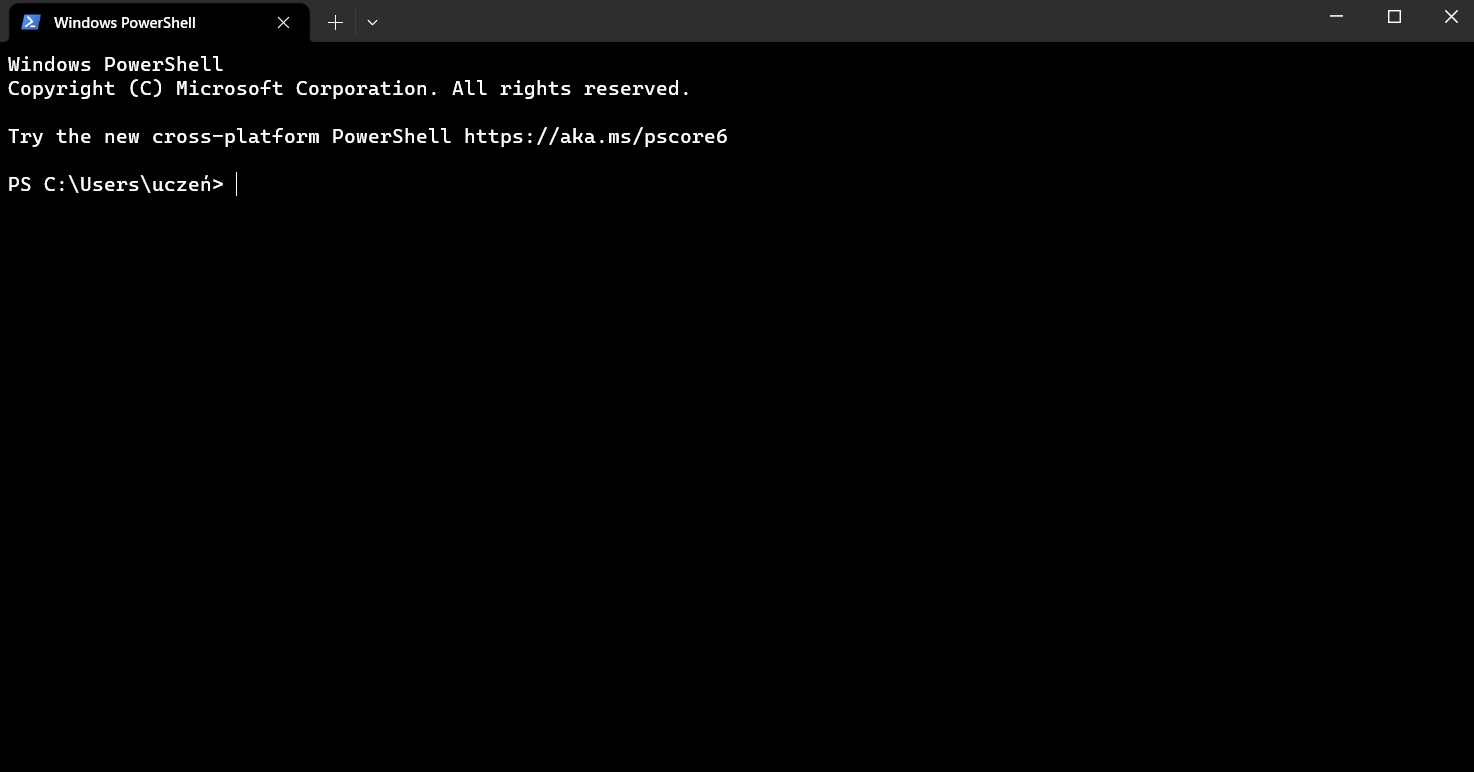 Windows PowerShell
Windows PowerShell
Copyright (C) Microsoft Corporation. All rights reserved.
Try the new cross-platform PowerShell https://aka.ms/pscore6
PS C:\Users\uczeń>